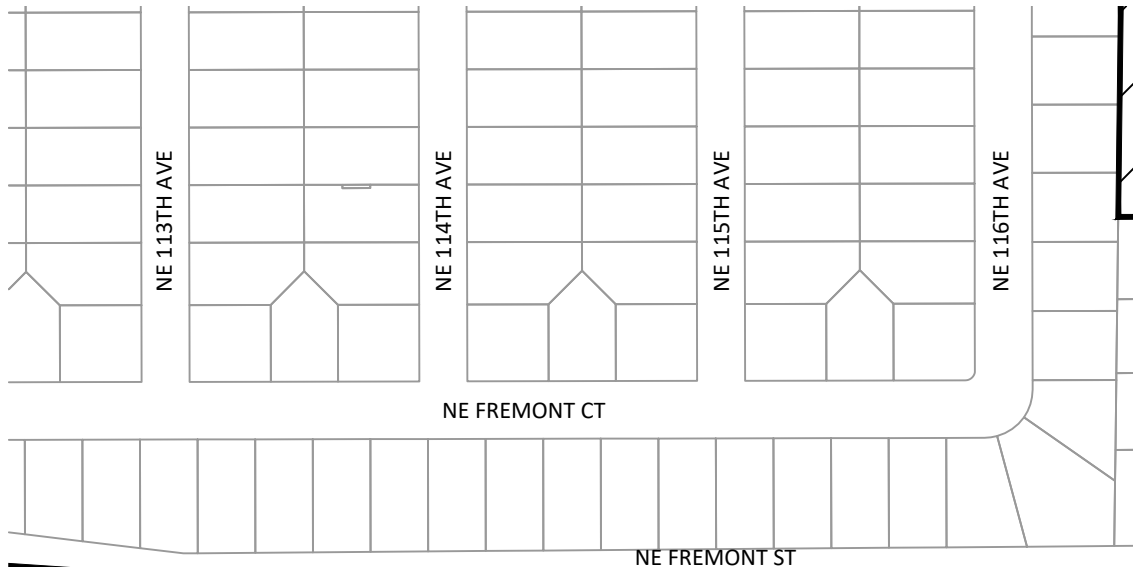 NE 113TH AVE
NE 114TH AVE
NE 115TH AVE
NE 116TH AVE
NE FREMONT CT
NE FREMONT ST